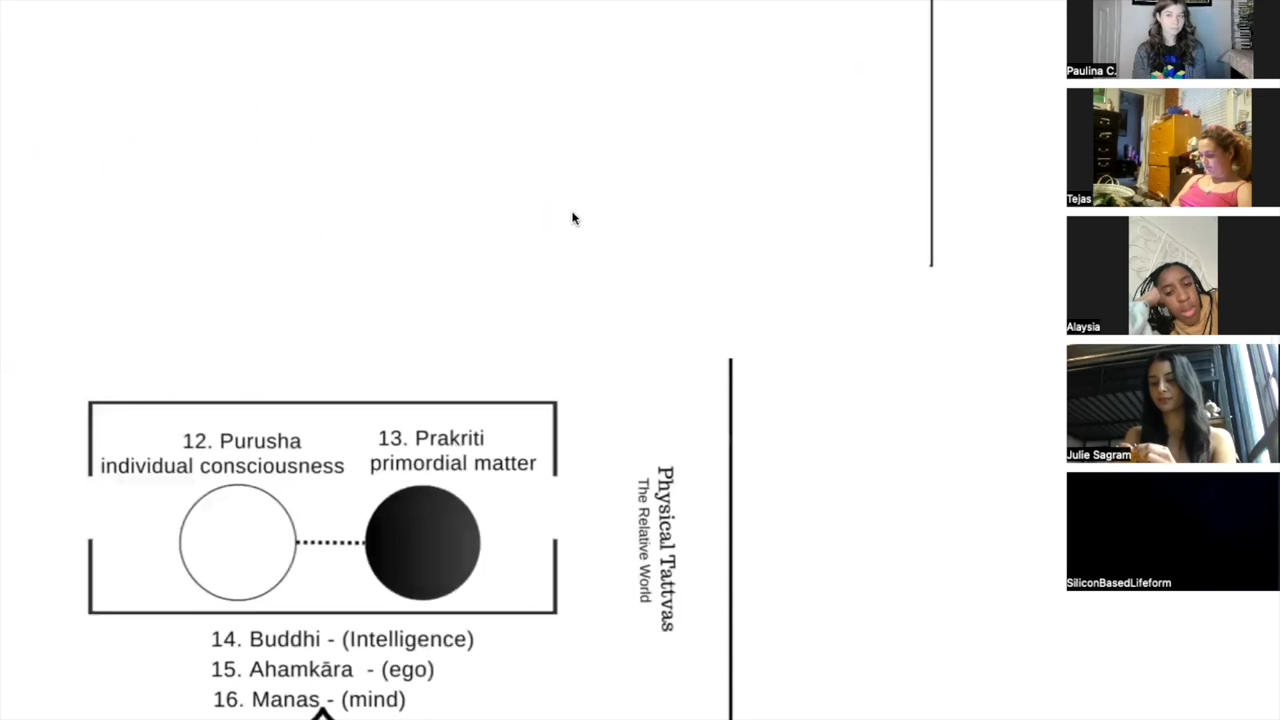 12. Purusha
individual consciousness
13. Prakriti
primordial matter
14. Buddhi - (Intelligence)
15. Ahamkāra - (ego)
16. Manas - (mind)
Physical Tattvas
The Relative World
Paulina C.
Tejas
Alaysia
Julie Sagram
SiliconBasedLifeform